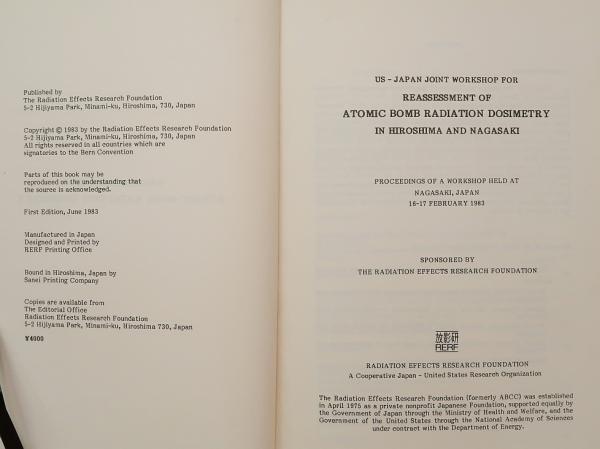 Published by
The Radiation Effects Research Foundation
5-2 Hijiyama Park, Minami-ku, Hiroshima, 730, Japan
Copyright © 1983 by the Radiation Effects Research Foundation
5-2 Hijiyama Park, Minami-ku, Hiroshima, 730, Japan
All rights reserved in all countries which are
signatories to the Bern Convention
Parts of this book may be
reproduced on the understanding that
the source is acknowledged.
First Edition, June 1983
Manufactured in Japan
Designed and Printed by
RERF Printing Office
Bound in Hiroshima, Japan by
Sanei Printing Company
Copies are available from
The Editorial Office
Radiation Effects Research Foundation
5-2 Hijiyama Park, Minami-ku, Hiroshima, 730, Japan
¥4000
US - JAPAN JOINT WORKSHOP FOR
REASSESSMENT OF
ATOMIC BOMB RADIATION DOSIMETRY
IN HIROSHIMA AND NAGASAKI
PROCEEDINGS OF A WORKSHOP HELD AT
NAGASAKI, JAPAN
16-17 FEBRUARY 1983
SPONSORED BY
THE RADIATION EFFECTS RESEARCH FOUNDATION
放影研
RERF
RADIATION EFFECTS RESEARCH FOUNDATION
A Cooperative Japan - United States Research Organization
The Radiation Effects Research Foundation (formerly ABCC) was established
in April 1975 as a private nonprofit Japanese Foundation, supported equally by
the Government of Japan through the Ministry of Health and Welfare, and the
Government of the United States through the National Academy of Sciences
under contract with the Department of Energy.